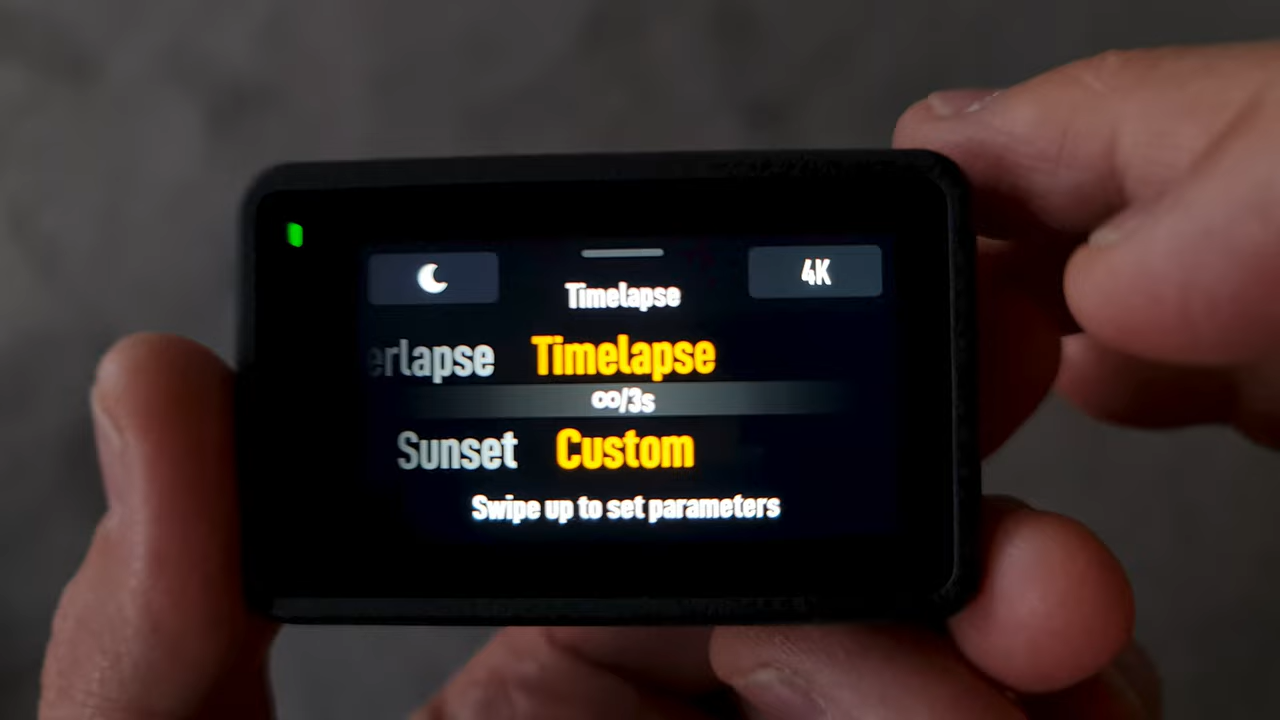 4K
Timelapse
erlapse Timelapse
∞/3s
Sunset Custom
Swipe up to set parameters